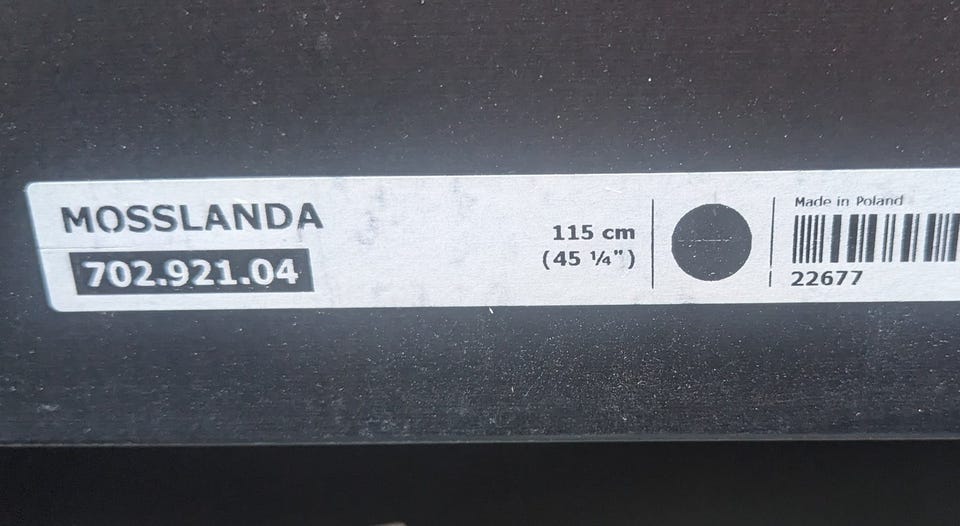 MOSSLANDA
702.921.04
115 cm
(45 ¼")
Made in Poland
22677